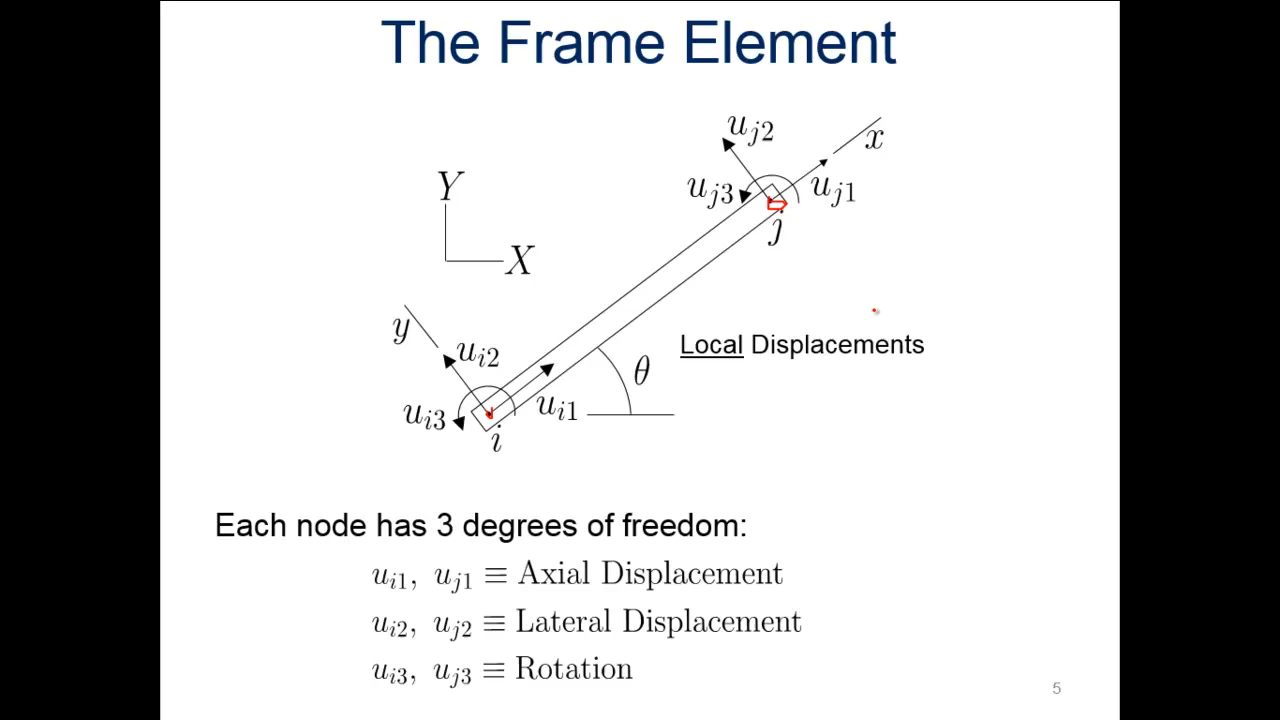 The Frame Element
u_{j2}
x
u_{j3}
u_{j1}
Y
j
X
y
u_{i2}
Local Displacements
θ
u_{i3}
u_{i1}
i
Each node has 3 degrees of freedom:
u_{i1}, u_{j1} ≡ Axial Displacement
u_{i2}, u_{j2} ≡ Lateral Displacement
u_{i3}, u_{j3} ≡ Rotation
5